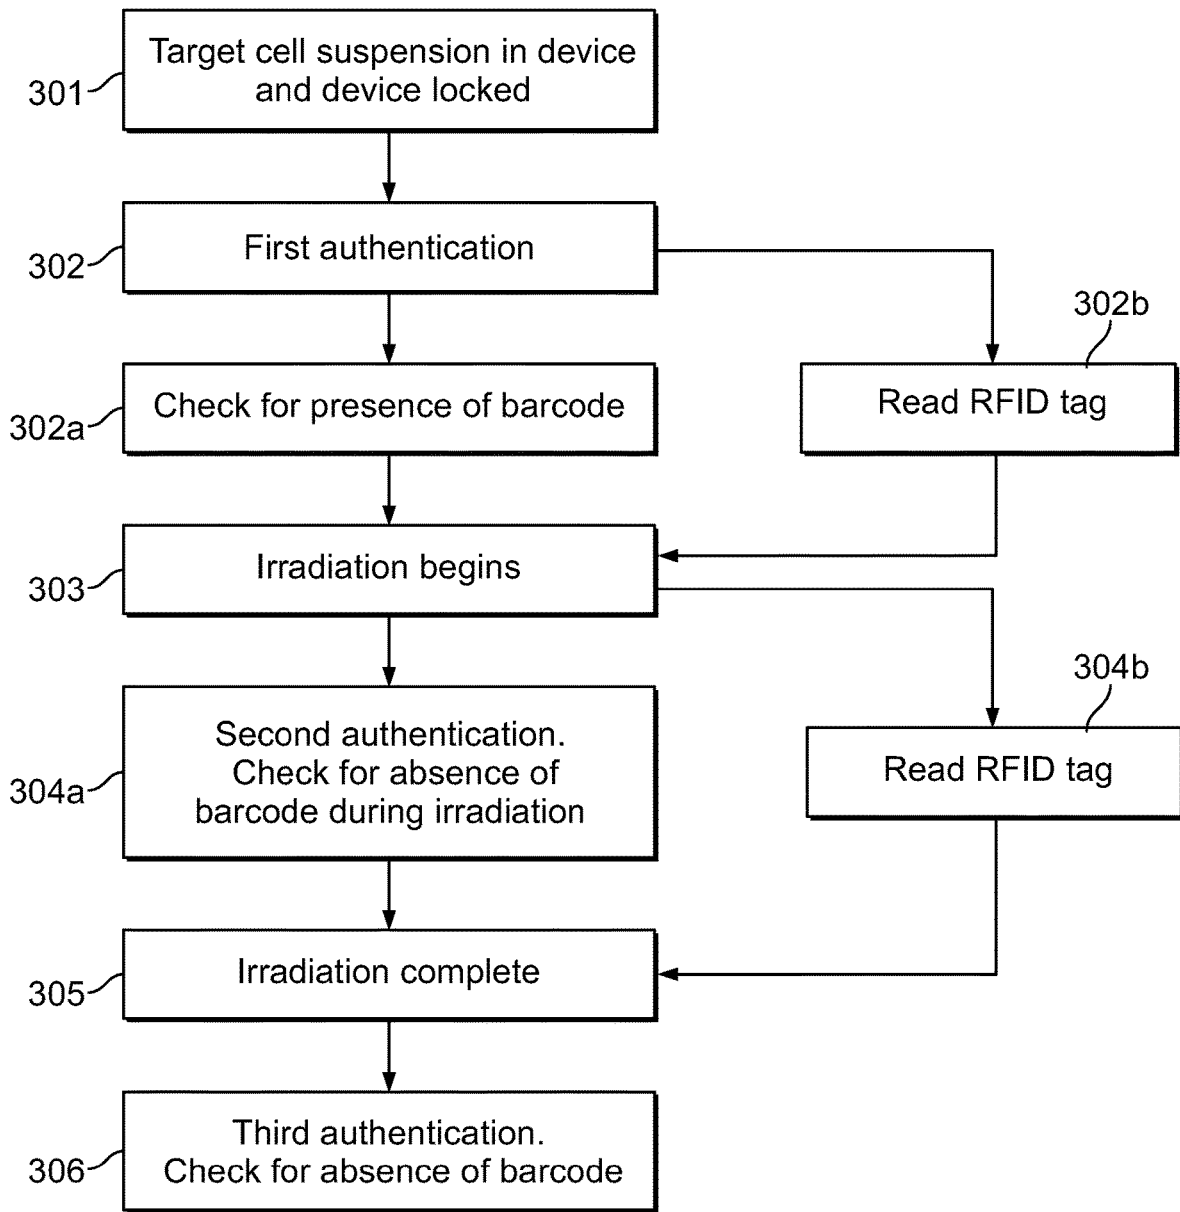 Target cell suspension in device
and device locked
301
First authentication
302
302b
Check for presence of barcode
302a
Read RFID tag
Irradiation begins
303
304b
Second authentication.
Check for absence of
barcode during irradiation
304a
Read RFID tag
Irradiation complete
305
Third authentication.
Check for absence of barcode
306